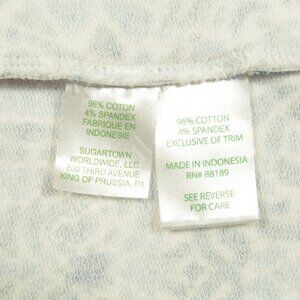 96% COTTON
4% SPANDEX
FABRIQUE EN
INDONESIE
SUGARTOWN
WORLDWIDE, LLC
800 THIRD AVENUE
KING OF PRUSSIA, PA
96% COTTON
4% SPANDEX
EXCLUSIVE OF TRIM
MADE IN INDONESIA
RN# 88189
SEE REVERSE
FOR CARE